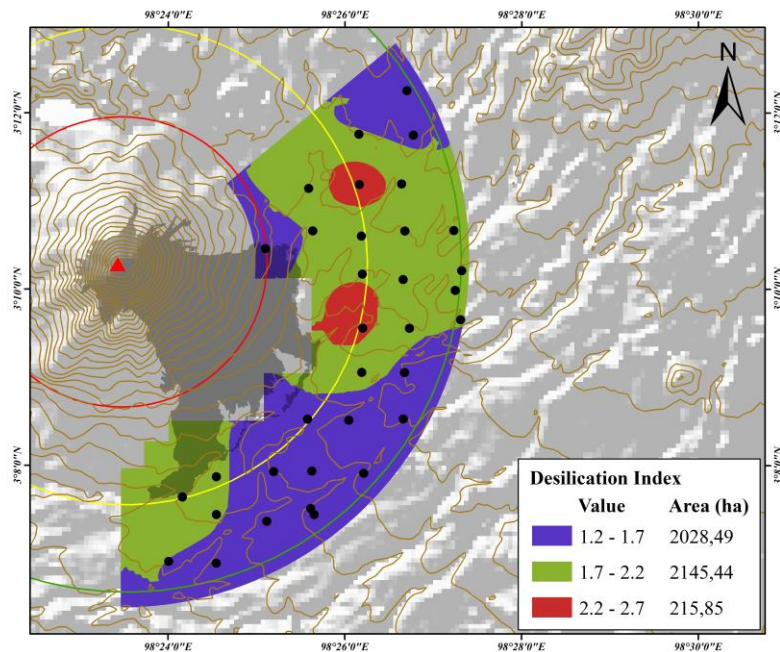 98°24'0"E 98°26'0"E 98°28'0"E 98°30'0"E
N
3°12'0"N 3°12'0"N
3°10'0"N 3°10'0"N
3°8'0"N 3°8'0"N
Desilication Index
Value Area (ha)
1.2 - 1.7 2028,49
1.7 - 2.2 2145,44
2.2 - 2.7 215,85
98°24'0"E 98°26'0"E 98°28'0"E 98°30'0"E